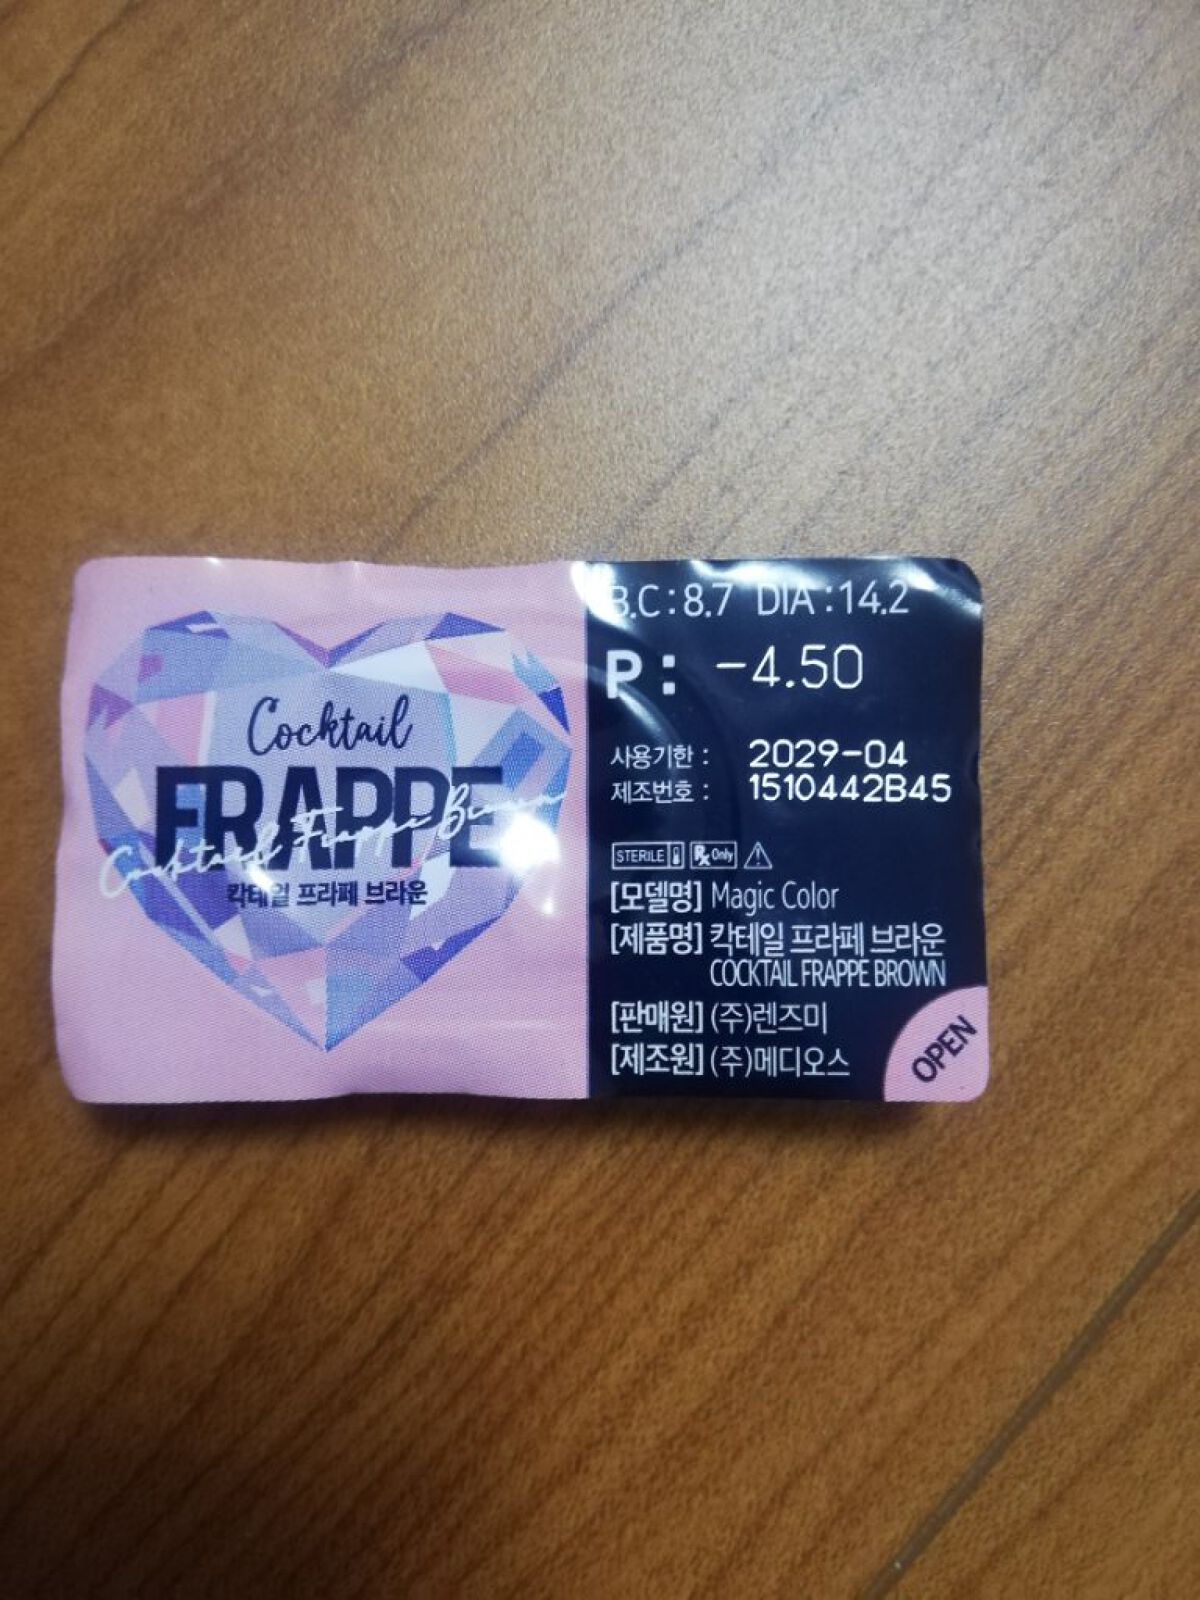 Cocktail
FRAPPE
Cocktail Frappe Brown
칵테일 프라페 브라운
B.C : 8.7 DIA : 14.2
P : -4.50
사용기한 : 2029-04
제조번호 : 1510442B45
STERILE Rx Only
[모델명] Magic Color
[제품명] 칵테일 프라페 브라운
COCKTAIL FRAPPE BROWN
[판매원] (주)렌즈미
[제조원] (주)메디오스
OPEN